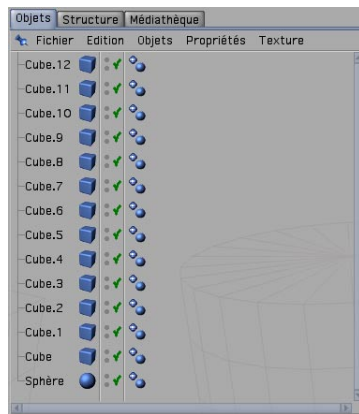 Objets Structure Médiathèque
Fichier Edition Objets Propriétés Texture
Cube.12
Cube.11
Cube.10
Cube.9
Cube.8
Cube.7
Cube.6
Cube.5
Cube.4
Cube.3
Cube.2
Cube.1
Cube
Sphère